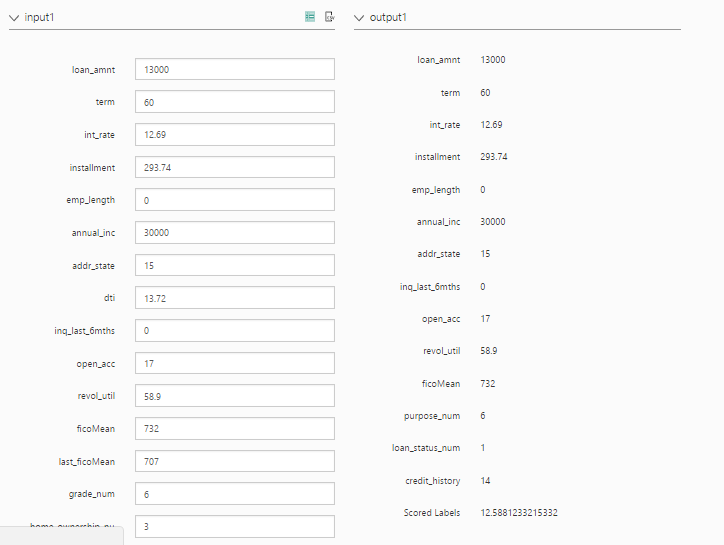 input1
loan_amnt 13000
term 60
int_rate 12.69
installment 293.74
emp_length 0
annual_inc 30000
addr_state 15
dti 13.72
inq_last_6mths 0
open_acc 17
revol_util 58.9
ficoMean 732
last_ficoMean 707
grade_num 6
3
output1
loan_amnt 13000
term 60
int_rate 12.69
installment 293.74
emp_length 0
annual_inc 30000
addr_state 15
inq_last_6mths 0
open_acc 17
revol_util 58.9
ficoMean 732
purpose_num 6
loan_status_num 1
credit_history 14
Scored Labels 12.5881233215332